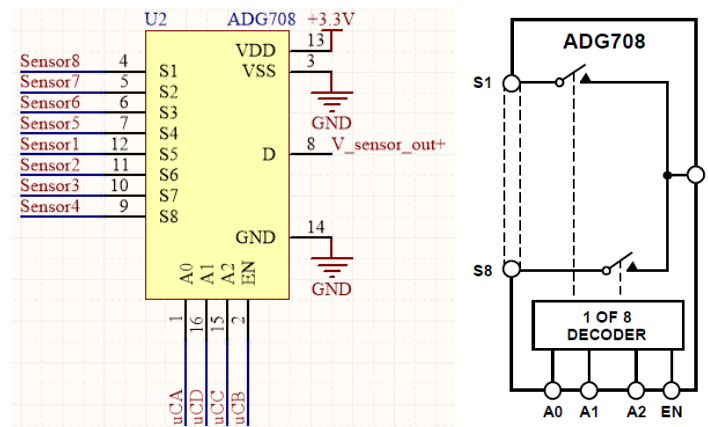 U2 ADG708 +3.3V
Sensor8 4 S1 VDD 13
Sensor7 5 S2 VSS 3
Sensor6 6 S3
Sensor5 7 S4 GND
Sensor1 12 S5 D 8 V_sensor_out+
Sensor2 11 S6
Sensor3 10 S7
Sensor4 9 S8
GND 14
GND
A0 A1 A2 EN
1 16 15 2
uCA uCD uCC uCB
ADG708
S1
S8
1 OF 8
DECODER
A0 A1 A2 EN